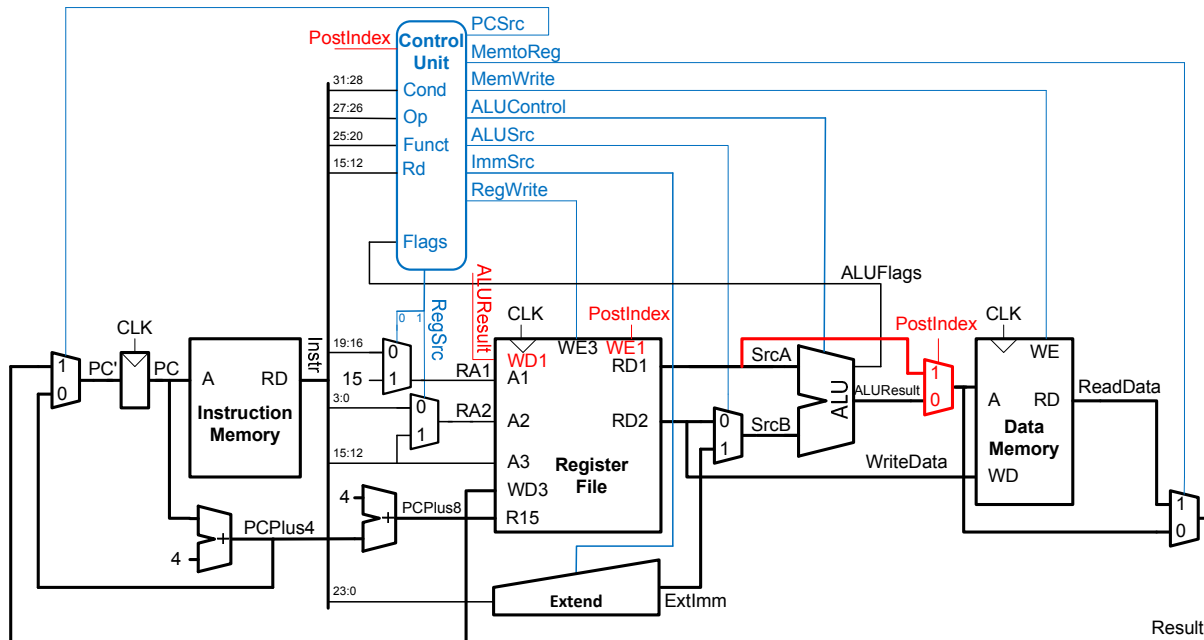 PCSrc
PostIndex
Control
Unit
MemtoReg
MemWrite
ALUControl
ALUSrc
ImmSrc
RegWrite
31:28
Cond
27:26
Op
25:20
Funct
15:12
Rd
Flags
ALUFlags
0 1
RegSrc
ALUResult
CLK
PC'
PC
CLK
A
RD
Instruction
Memory
Instr
19:16
15
3:0
15:12
23:0
0
1
0
1
RA1
RA2
CLK
WD1
WE3
WE1
PostIndex
A1
RD1
A2
RD2
A3
WD3
R15
Register
File
SrcA
0
1
SrcB
ALU
ALUResult
PostIndex
1
0
CLK
WE
A
RD
Data
Memory
WD
ReadData
WriteData
1
0
1
0
4
+
PCPlus4
4
+
PCPlus8
Extend
ExtImm
Result